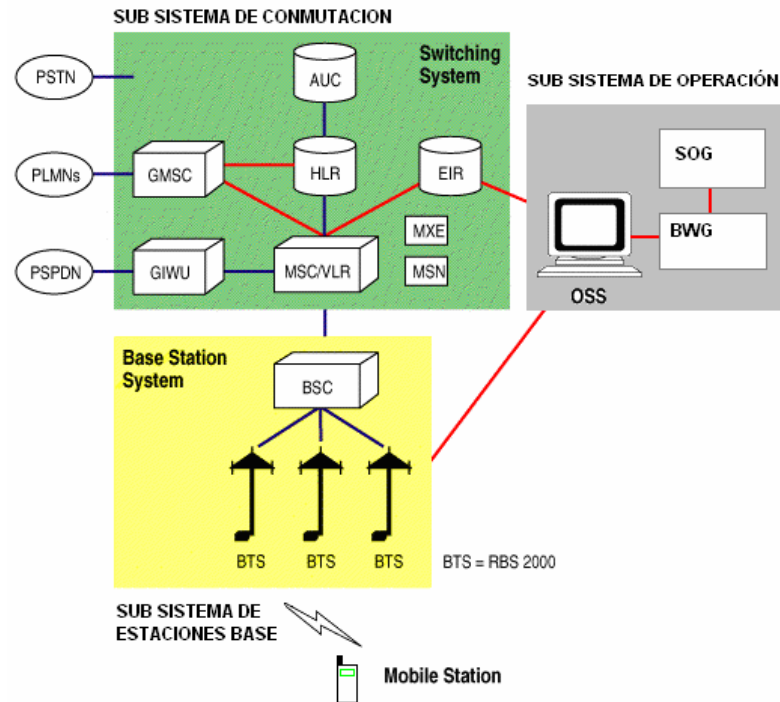 SUB SISTEMA DE CONMUTACION
Switching
System
PSTN
AUC
SUB SISTEMA DE OPERACIÓN
PLMNs
GMSC
HLR
EIR
SOG
MXE
BWG
PSPDN
GIWU
MSC/VLR
MSN
OSS
Base Station
System
BSC
BTS
BTS
BTS
BTS = RBS 2000
SUB SISTEMA DE
ESTACIONES BASE
Mobile Station